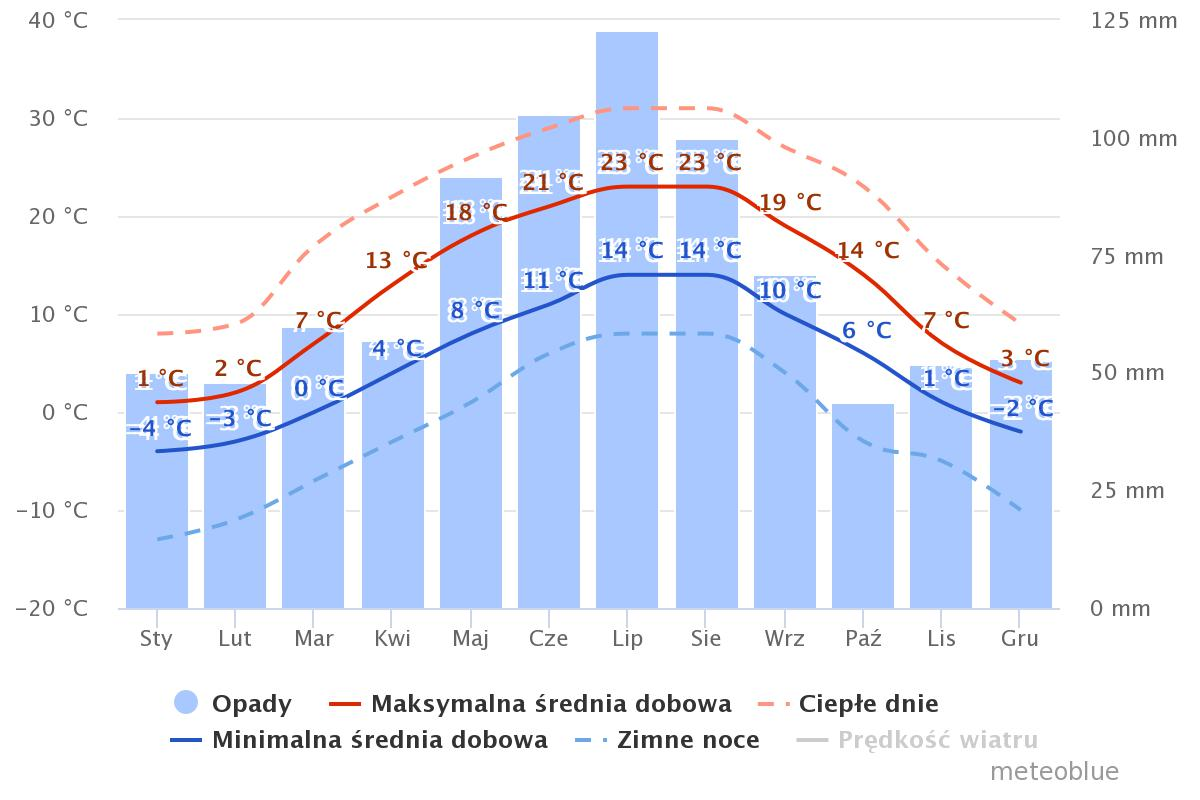 40 °C
125 mm
30 °C
100 mm
23 °C 23 °C
21 °C
20 °C
18 °C
19 °C
75 mm
13 °C
14 °C
14 °C 14 °C
11 °C
10 °C
10 °C
8 °C
7 °C
7 °C
6 °C
4 °C
50 mm
1 °C
2 °C
3 °C
0 °C
1 °C
0 °C
−4 °C
−3 °C
−2 °C
−10 °C
25 mm
−20 °C
0 mm
Sty Lut Mar Kwi Maj Cze Lip Sie Wrz Paź Lis Gru
Opady Maksymalna średnia dobowa Ciepłe dnie
Minimalna średnia dobowa Zimne noce Prędkość wiatru
meteoblue